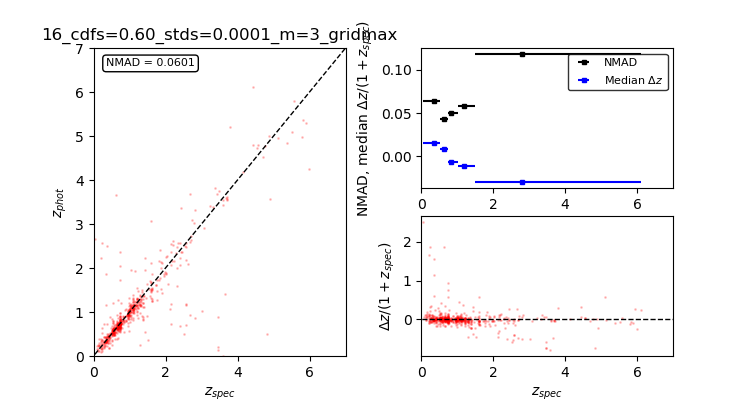 16_cdfs=0.60_stds=0.0001_m=3_gridmax
NMAD = 0.0601
7
6
5
4
3
2
1
0
z_phot
0 2 4 6
z_spec
NMAD, median Δz/(1 + z_spec)
0.10
0.05
0.00
NMAD
Median Δz
0 2 4 6
Δz/(1 + z_spec)
2
1
0
0 2 4 6
z_spec